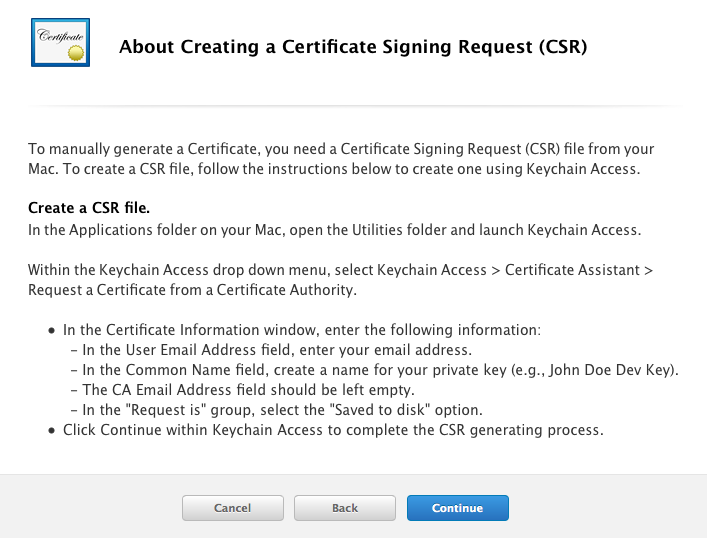 Certificate
About Creating a Certificate Signing Request (CSR)
To manually generate a Certificate, you need a Certificate Signing Request (CSR) file from your
Mac. To create a CSR file, follow the instructions below to create one using Keychain Access.
Create a CSR file.
In the Applications folder on your Mac, open the Utilities folder and launch Keychain Access.
Within the Keychain Access drop down menu, select Keychain Access > Certificate Assistant >
Request a Certificate from a Certificate Authority.
• In the Certificate Information window, enter the following information:
– In the User Email Address field, enter your email address.
– In the Common Name field, create a name for your private key (e.g., John Doe Dev Key).
– The CA Email Address field should be left empty.
– In the "Request is" group, select the "Saved to disk" option.
• Click Continue within Keychain Access to complete the CSR generating process.
Cancel
Back
Continue